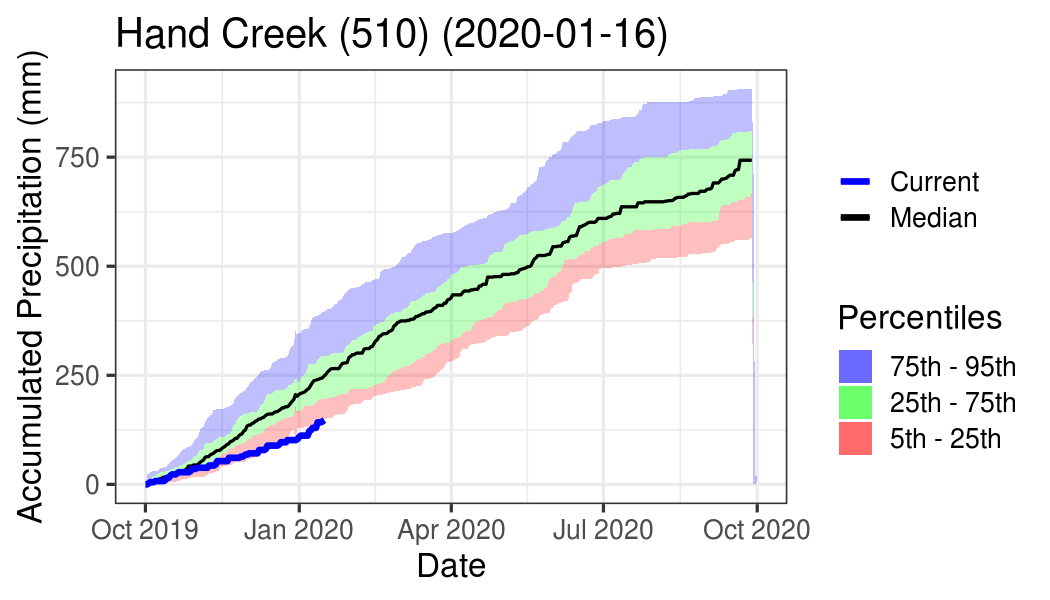 Hand Creek (510) (2020-01-16)
Accumulated Precipitation (mm)
750
500
250
0
Oct 2019
Jan 2020
Apr 2020
Jul 2020
Oct 2020
Date
Current
Median
Percentiles
75th - 95th
25th - 75th
5th - 25th